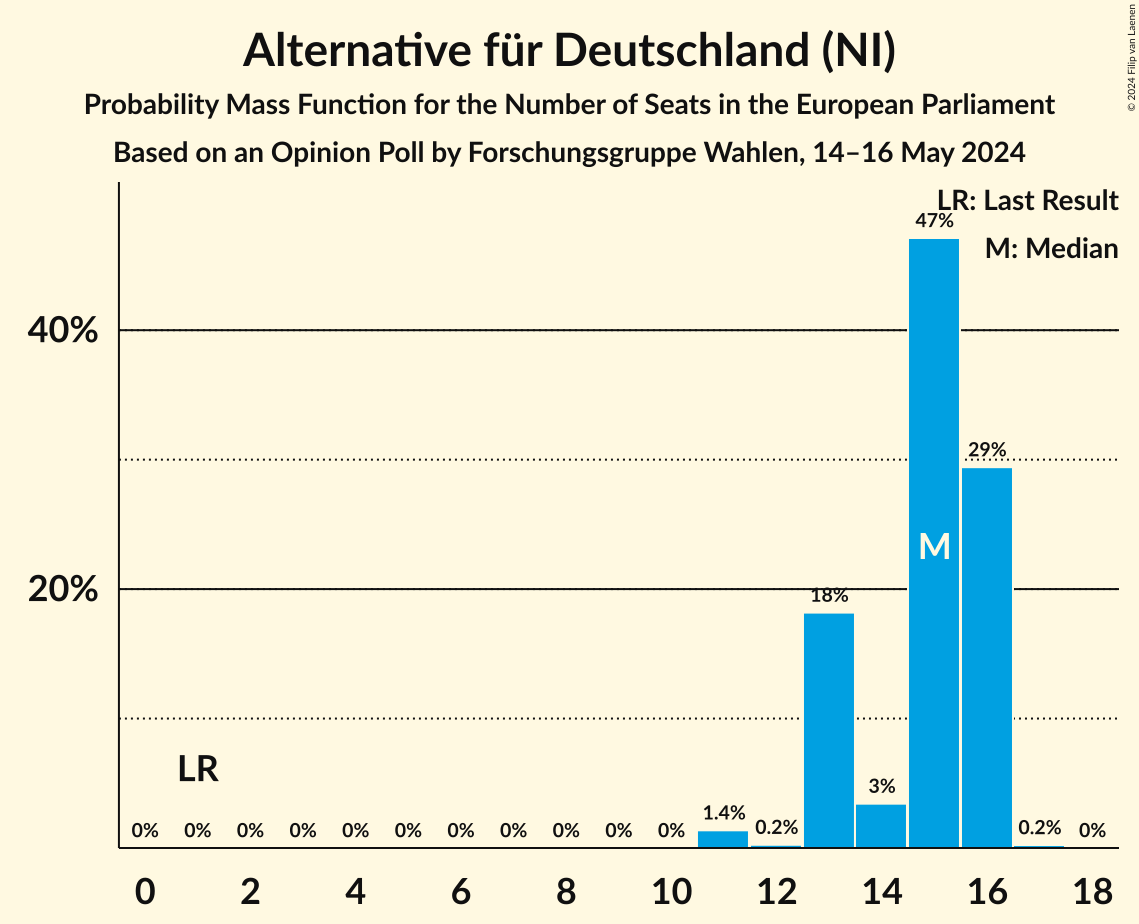 Alternative für Deutschland (NI)
Probability Mass Function for the Number of Seats in the European Parliament
Based on an Opinion Poll by Forschungsgruppe Wahlen, 14–16 May 2024
© 2024 Filip van Laenen
LR: Last Result
47%
M: Median
40%
29%
M
20%
18%
LR
3%
1.4%
0% 0% 0% 0% 0% 0% 0% 0% 0% 0% 0% 0.2% 0.2% 0%
0 2 4 6 8 10 12 14 16 18